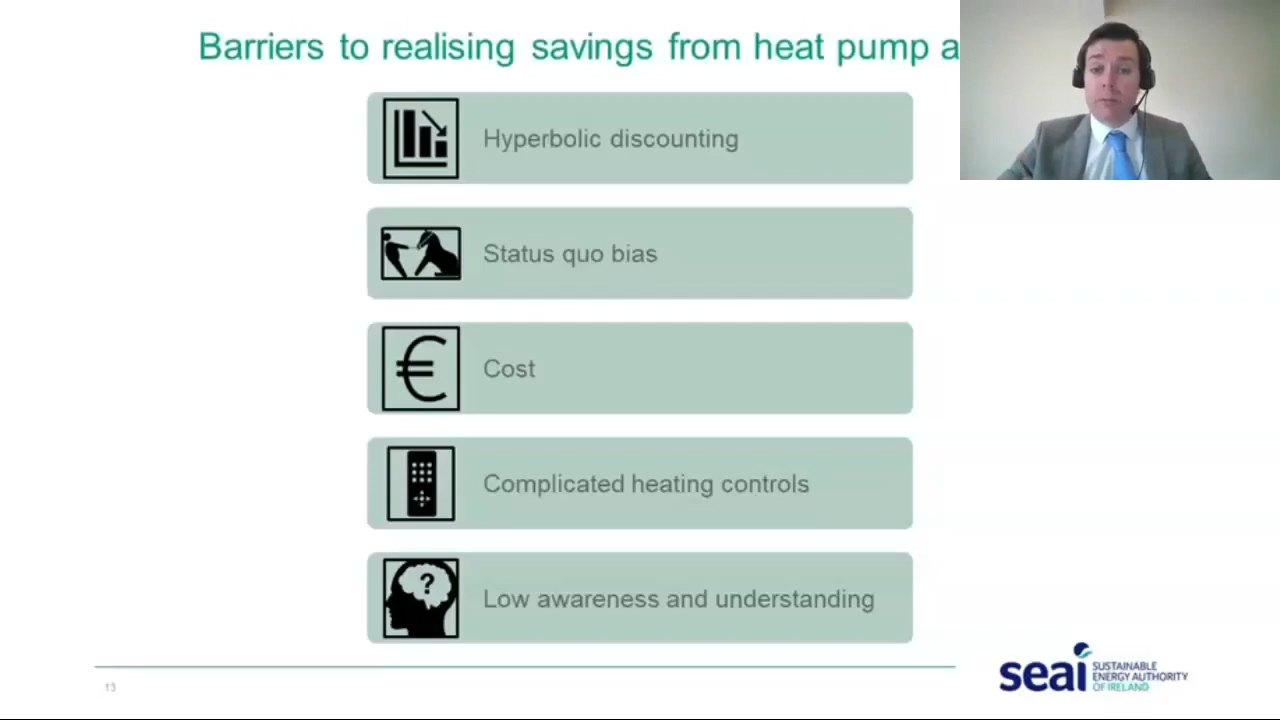 Barriers to realising savings from heat pump a
Hyperbolic discounting
Status quo bias
€
Cost
Complicated heating controls
?
Low awareness and understanding
13
seai
SUSTAINABLE
ENERGY AUTHORITY
OF IRELAND